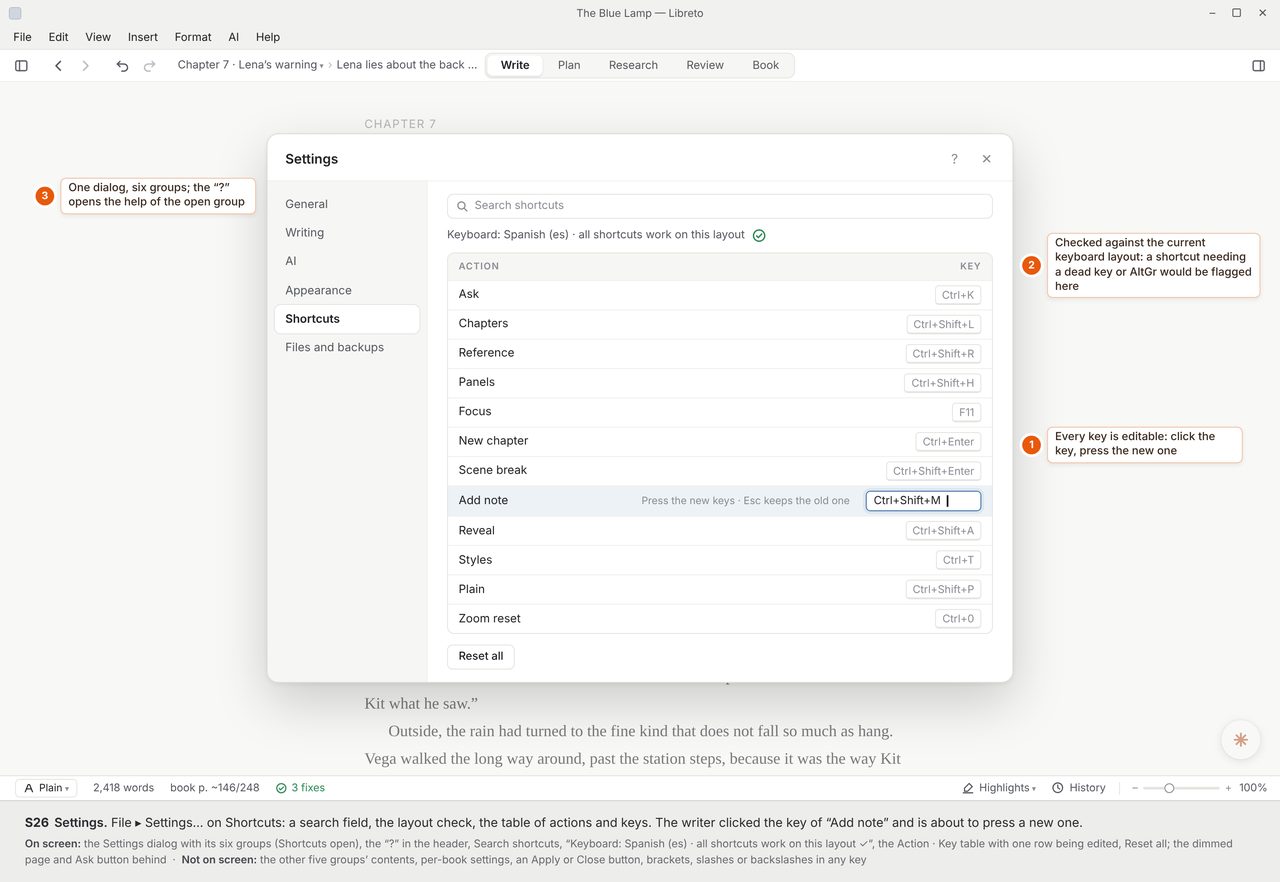 The Blue Lamp — Libreto
File Edit View Insert Format AI Help
Chapter 7 · Lena’s warning ▾ › Lena lies about the back ... Write Plan Research Review Book
CHAPTER 7
Settings ?
3 One dialog, six groups; the “?”
opens the help of the open group
General
Writing
AI
Appearance
Shortcuts
Files and backups
Search shortcuts
Keyboard: Spanish (es) · all shortcuts work on this layout
ACTION KEY
Ask Ctrl+K
Chapters Ctrl+Shift+L
Reference Ctrl+Shift+R
Panels Ctrl+Shift+H
Focus F11
New chapter Ctrl+Enter
Scene break Ctrl+Shift+Enter
Add note Press the new keys · Esc keeps the old one Ctrl+Shift+M
Reveal Ctrl+Shift+A
Styles Ctrl+T
Plain Ctrl+Shift+P
Zoom reset Ctrl+0
Reset all
2 Checked against the current
keyboard layout: a shortcut needing
a dead key or AltGr would be flagged
here
1 Every key is editable: click the
key, press the new one
Kit what he saw.”
Outside, the rain had turned to the fine kind that does not fall so much as hang.
Vega walked the long way around, past the station steps, because it was the way Kit
A Plain ▾ 2,418 words book p. ~146/248 3 fixes Highlights ▾ History − + 100%
S26 Settings. File ▸ Settings... on Shortcuts: a search field, the layout check, the table of actions and keys. The writer clicked the key of “Add note” and is about to press a new one.
On screen: the Settings dialog with its six groups (Shortcuts open), the “?” in the header, Search shortcuts, “Keyboard: Spanish (es) · all shortcuts work on this layout ✓”, the Action · Key table with one row being edited, Reset all; the dimmed
page and Ask button behind · Not on screen: the other five groups’ contents, per-book settings, an Apply or Close button, brackets, slashes or backslashes in any key